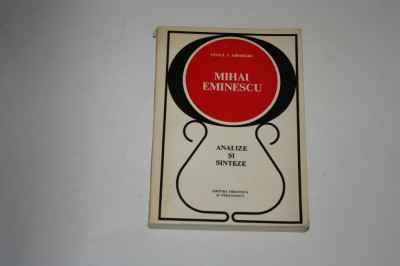 MIHAI
EMINESCU
ANALIZE
ȘI
SINTEZE
EDITURA DIDACTICĂ
ȘI PEDAGOGICĂ